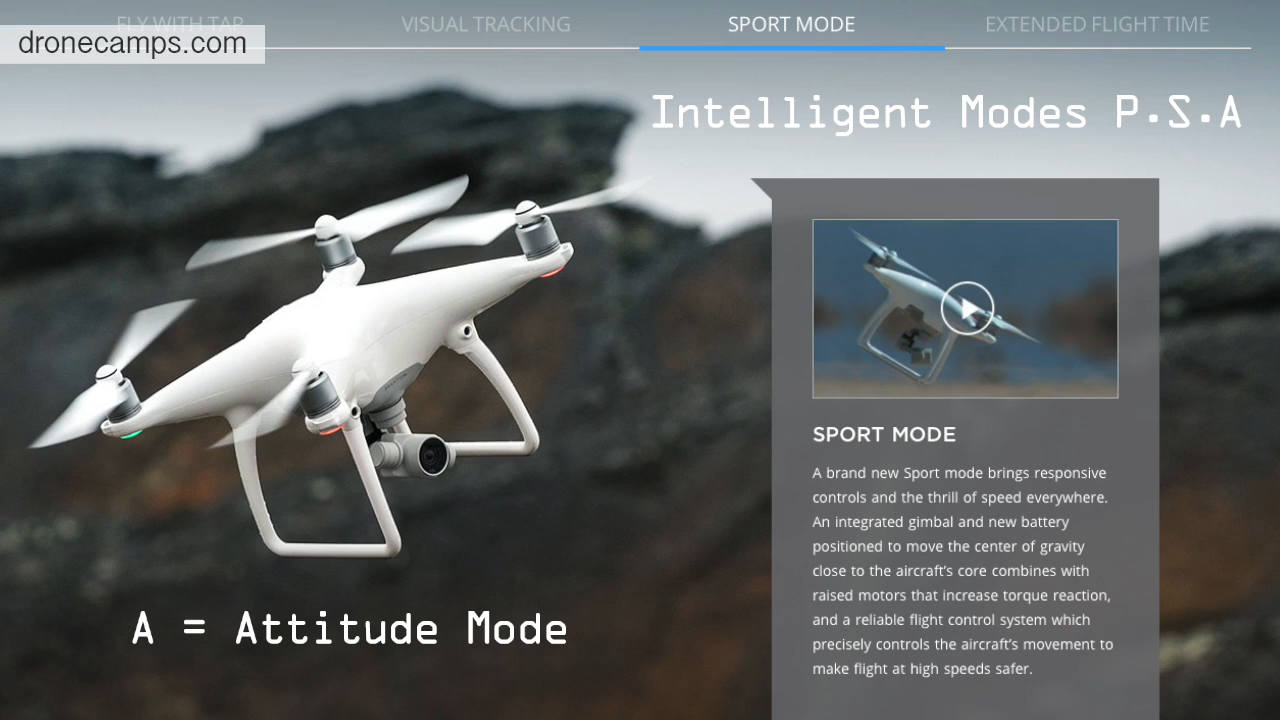 FLY WITH TAP
VISUAL TRACKING
SPORT MODE
EXTENDED FLIGHT TIME
dronecamps.com
Intelligent Modes P.S.A
SPORT MODE
A brand new Sport mode brings responsive
controls and the thrill of speed everywhere.
An integrated gimbal and new battery
positioned to move the center of gravity
close to the aircraft's core combines with
raised motors that increase torque reaction,
and a reliable flight control system which
precisely controls the aircraft's movement to
make flight at high speeds safer.
A = Attitude Mode